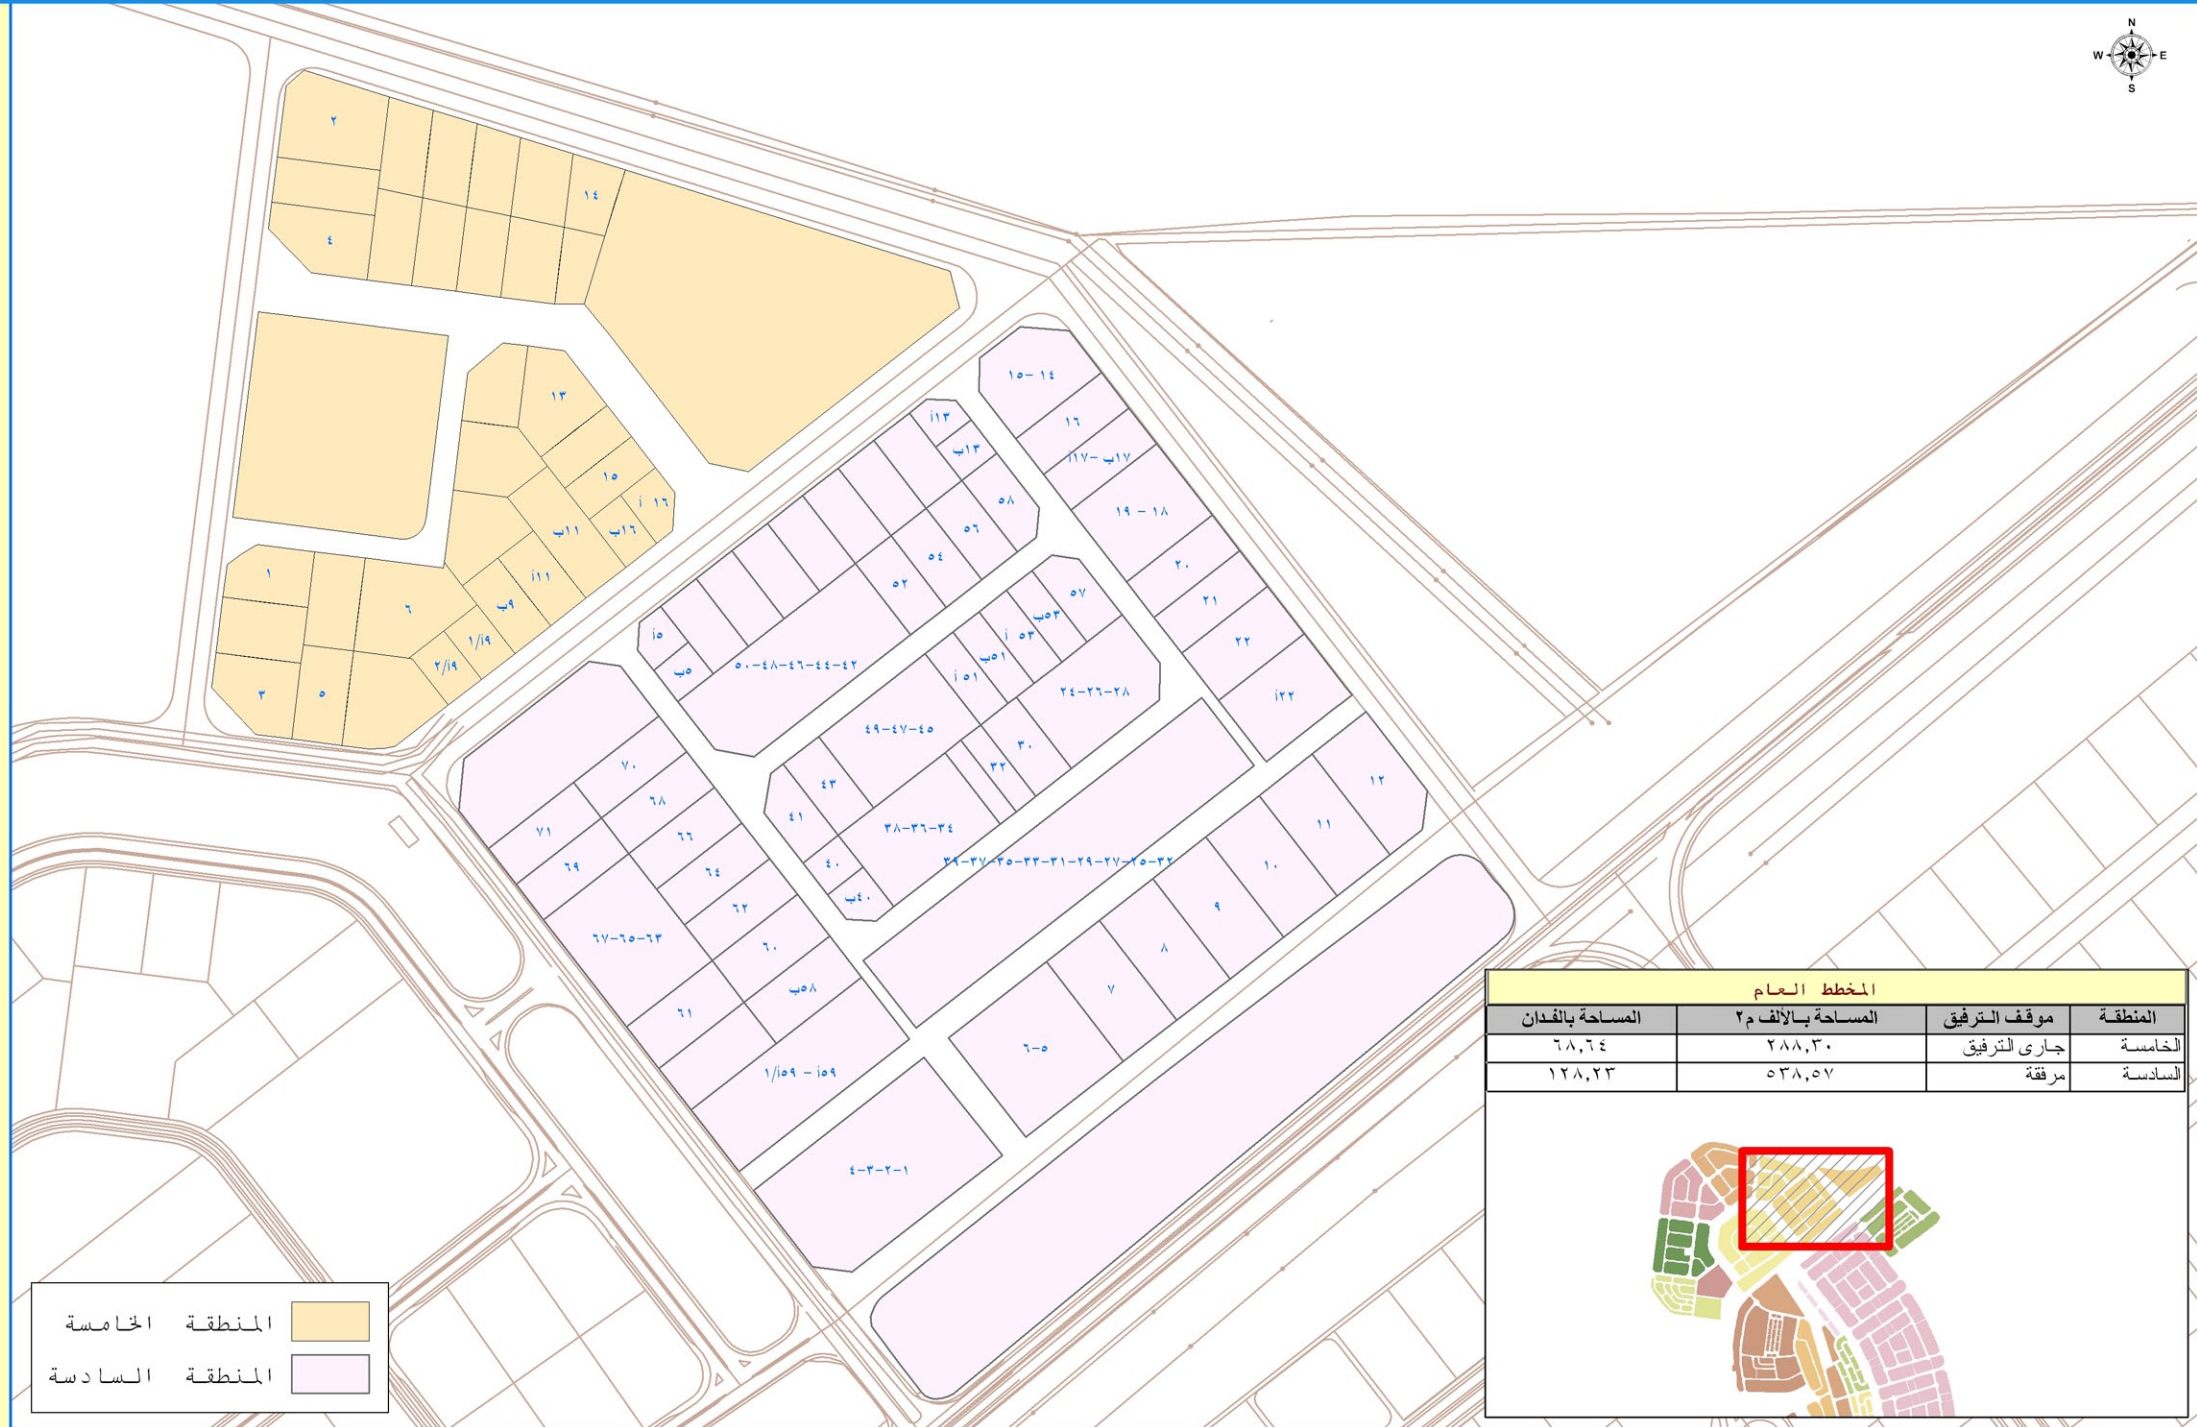 N
W E
S
٢
١٤
٤
١٣
١٥
١٦ أ
١٦ب
١١ب
١١أ
٩ب
٩أ/١
٩أ/٢
١
٦
٣
٥
١٤ -١٥
١٦
١٧ب -١٧أ
١٨ - ١٩
٢٠
٢١
٢٢
٢٢أ
١٣أ
١٣ب
٥٨
٥٦
٥٤
٥٢
٥أ
٥ب
٤٢-٤٤-٤٦-٤٨-٥٠
٥٧
٥٣ب
٥٣ أ
٥١ب
٥١ أ
٤٥-٤٧-٤٩
٤٣
٤١
٢٨-٢٦-٢٤
٣٠
٣٢
٣٤-٣٦-٣٨
٤٠
٤٠ب
٣٢-٢٥-٢٧-٢٩-٣١-٣٣-٣٥-٣٧-٣٩
٧٠
٦٨
٦٦
٦٤
٦٢
٦٠
٥٨ب
٧١
٦٩
٦٣-٦٥-٦٧
٦١
٥٩أ - ٥٩أ/١
١٢
١١
١٠
٩
٨
٧
٥-٦
١-٢-٣-٤
المخطط العام
المنطقة موقف الترفيق المساحة بالألف م٢ المساحة بالفدان
الخامسة جارى الترفيق ٢٨٨,٣٠ ٦٨,٦٤
السادسة مرفقة ٥٣٨,٥٧ ١٢٨,٢٣
المنطقة الخامسة
المنطقة السادسة